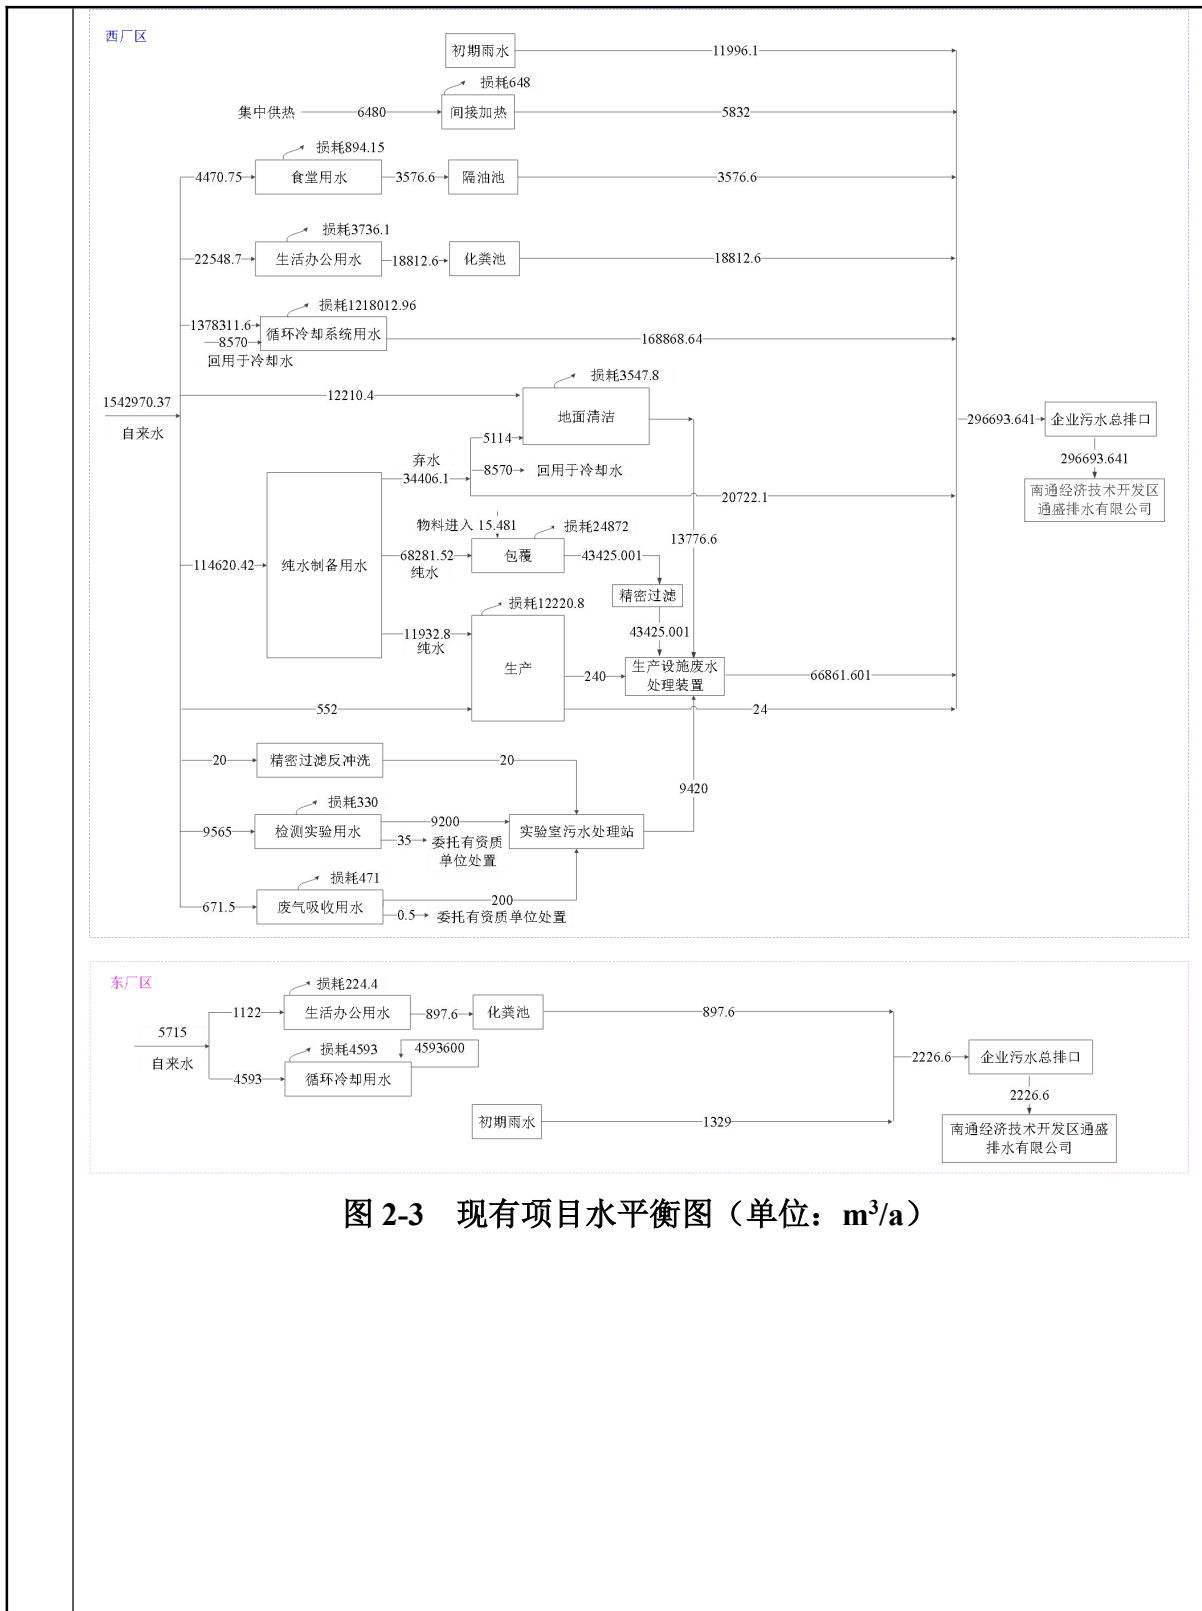 西厂区
初期雨水
11996.1
损耗648
集中供热
6480
间接加热
5832
损耗894.15
4470.75
食堂用水
3576.6
隔油池
3576.6
损耗3736.1
22548.7
生活办公用水
18812.6
化粪池
18812.6
损耗1218012.96
1378311.6
8570
回用于冷却水
循环冷却系统用水
168868.64
1542970.37
自来水
12210.4
损耗3547.8
地面清洁
5114
弃水
34406.1
8570
回用于冷却水
20722.1
296693.641
企业污水总排口
296693.641
南通经济技术开发区
通盛排水有限公司
物料进入 15.481
损耗24872
13776.6
114620.42
纯水制备用水
68281.52
纯水
包覆
43425.001
精密过滤
43425.001
损耗12220.8
11932.8
纯水
生产
240
生产设施废水
处理装置
66861.601
552
24
20
精密过滤反冲洗
20
9420
损耗330
9565
检测实验用水
9200
35
委托有资质
单位处置
实验室污水处理站
损耗471
671.5
废气吸收用水
200
0.5
委托有资质单位处置
东厂区
损耗224.4
1122
生活办公用水
897.6
化粪池
897.6
5715
自来水
损耗4593
4593600
4593
循环冷却用水
2226.6
企业污水总排口
2226.6
初期雨水
1329
南通经济技术开发区通盛
排水有限公司
图 2-3 现有项目水平衡图（单位：m³/a）